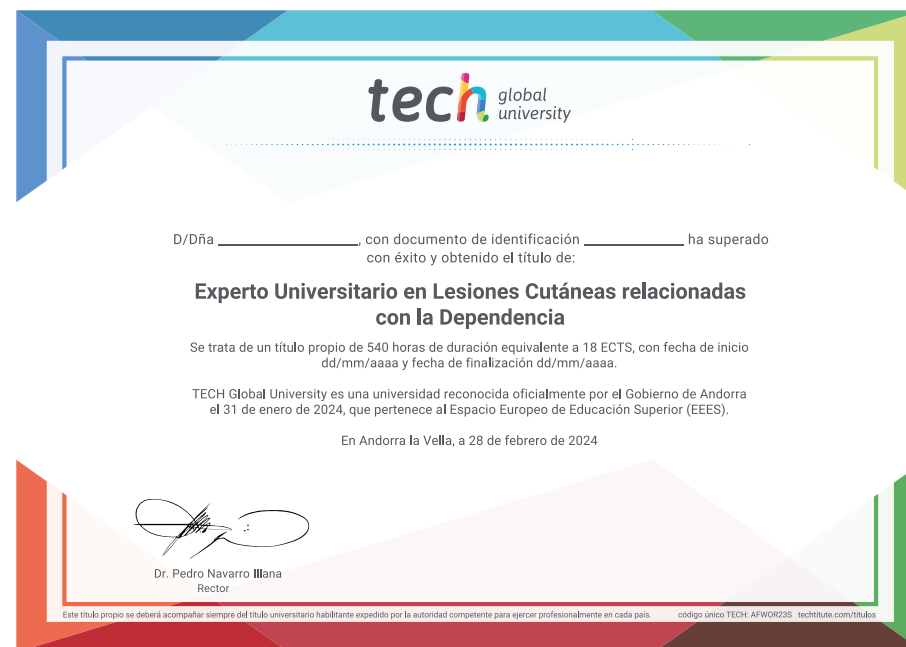 tech global university
D/Dña ____________________, con documento de identificación ______________ ha superado
con éxito y obtenido el título de:
Experto Universitario en Lesiones Cutáneas relacionadas
con la Dependencia
Se trata de un título propio de 540 horas de duración equivalente a 18 ECTS, con fecha de inicio
dd/mm/aaaa y fecha de finalización dd/mm/aaaa.
TECH Global University es una universidad reconocida oficialmente por el Gobierno de Andorra
el 31 de enero de 2024, que pertenece al Espacio Europeo de Educación Superior (EEES).
En Andorra la Vella, a 28 de febrero de 2024
Dr. Pedro Navarro Illana
Rector
Este título propio se deberá acompañar siempre del título universitario habilitante expedido por la autoridad competente para ejercer profesionalmente en cada país. código único TECH: AFWOR23S techtitute.com/titulos